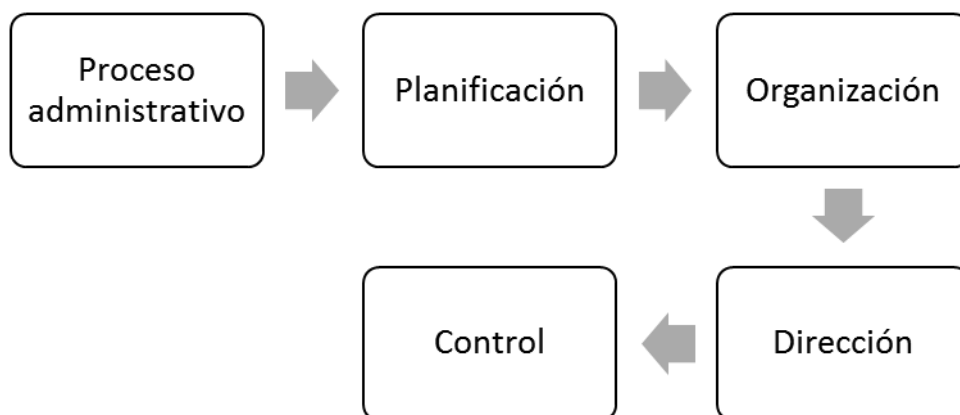 Proceso
administrativo
Planificación
Organización
Dirección
Control